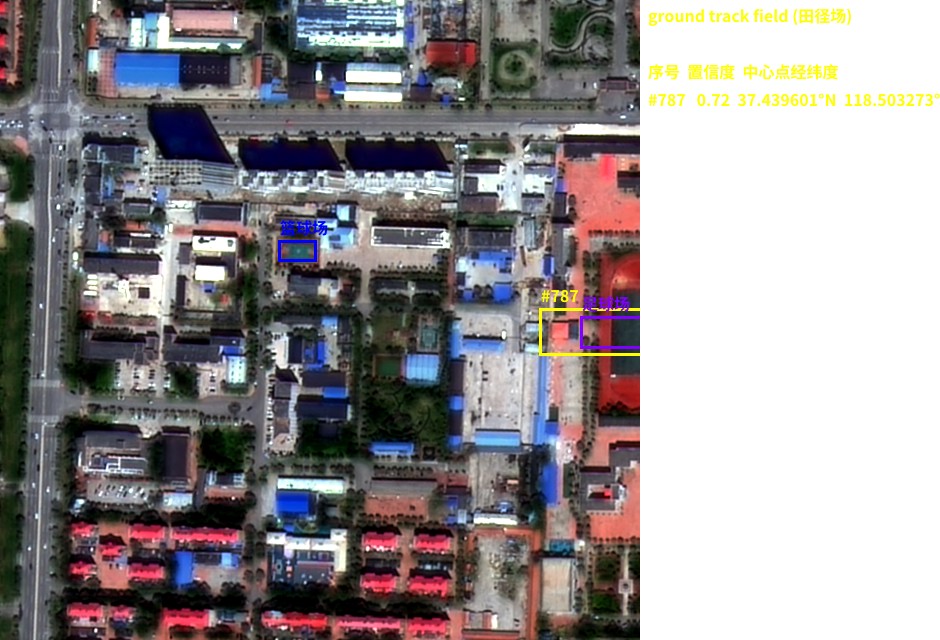 ground track field (田径场)
序号 置信度 中心点经纬度
#787 0.72 37.439601°N 118.503273°
篮球场
#787
足球场